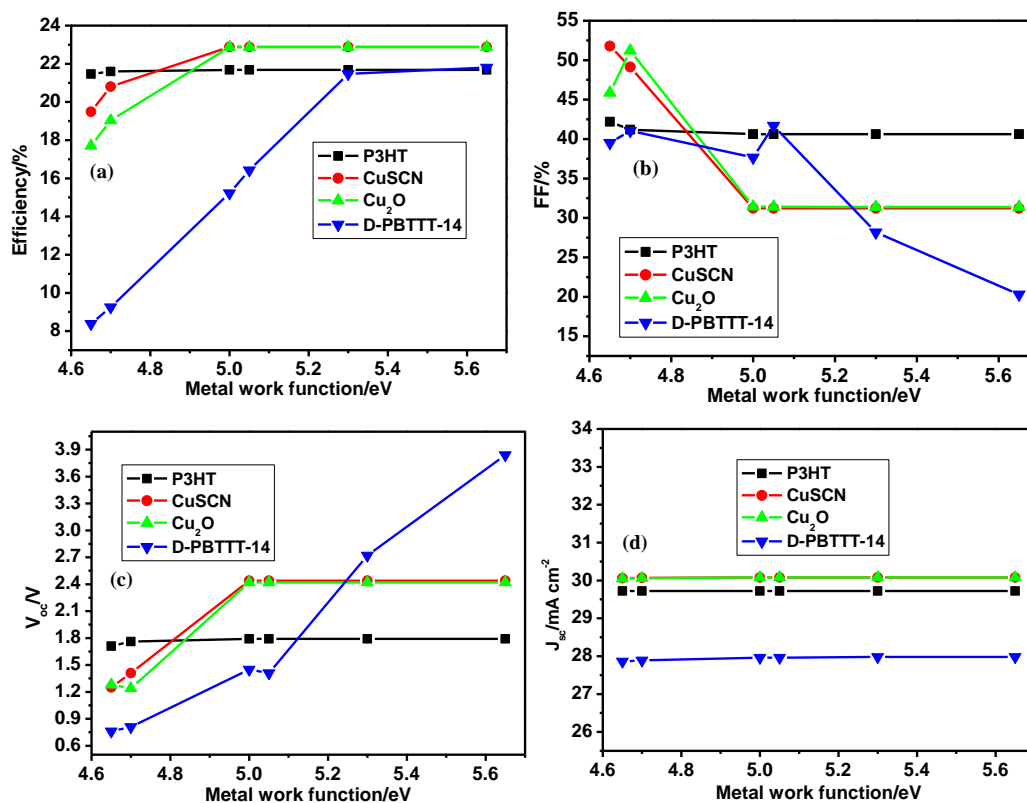 24
22
20
18
16
14
12
10
8
Efficiency/%
(a)
P3HT
CuSCN
Cu2O
D-PBTTT-14
4.6 4.8 5.0 5.2 5.4 5.6
Metal work function/eV
55
50
45
40
35
30
25
20
15
FF/%
(b)
P3HT
CuSCN
Cu2O
D-PBTTT-14
4.6 4.8 5.0 5.2 5.4 5.6
Metal work function/eV
3.9
3.6
3.3
3.0
2.7
2.4
2.1
1.8
1.5
1.2
0.9
0.6
Voc/V
(c)
P3HT
CuSCN
Cu2O
D-PBTTT-14
4.6 4.8 5.0 5.2 5.4 5.6
Metal work function/eV
34
33
32
31
30
29
28
27
26
Jsc/mA cm-2
(d)
P3HT
CuSCN
Cu2O
D-PBTTT-14
4.6 4.8 5.0 5.2 5.4 5.6
Metal work function/eV